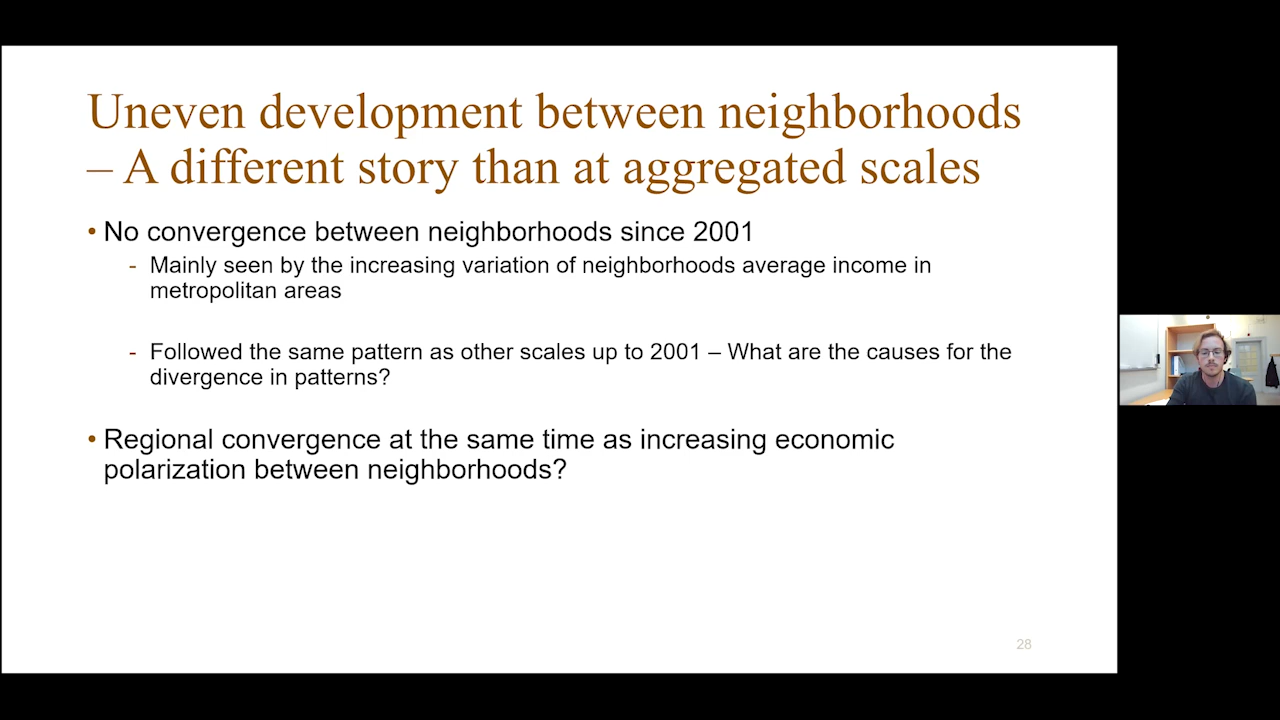 Uneven development between neighborhoods
– A different story than at aggregated scales
• No convergence between neighborhoods since 2001
- Mainly seen by the increasing variation of neighborhoods average income in
metropolitan areas
- Followed the same pattern as other scales up to 2001 – What are the causes for the
divergence in patterns?
• Regional convergence at the same time as increasing economic
polarization between neighborhoods?
28